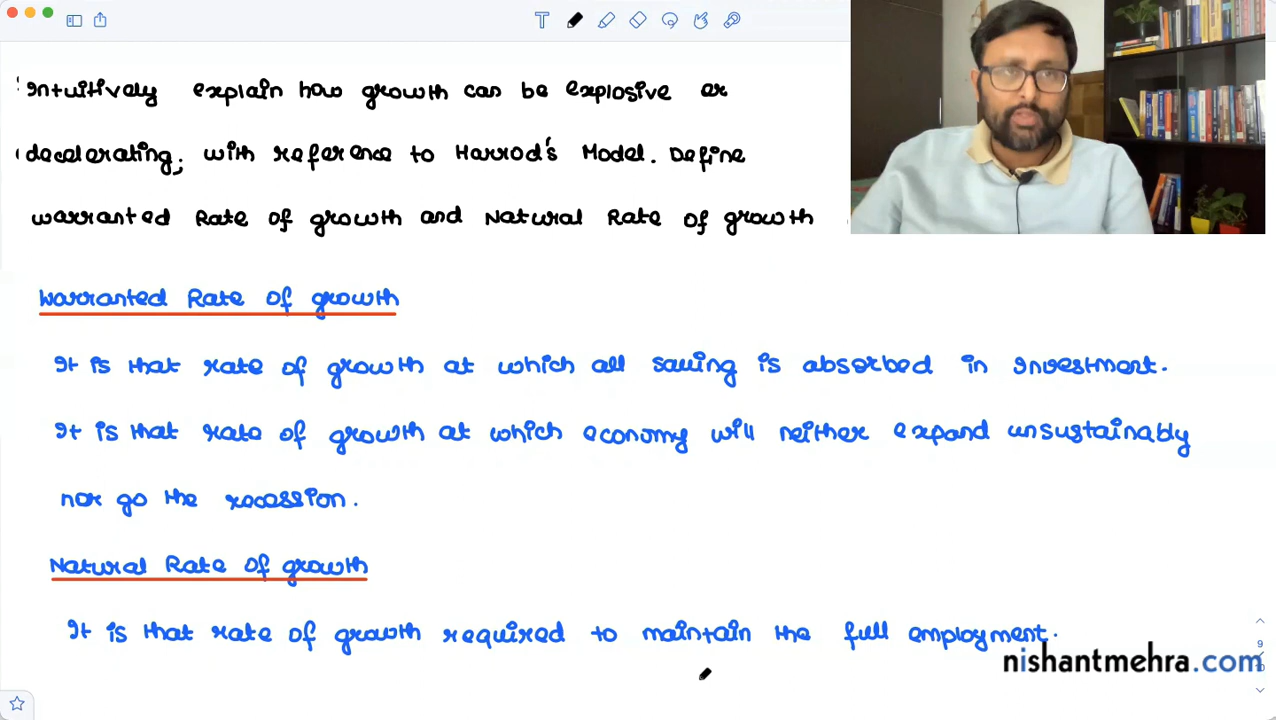 Intuitively explain how growth can be explosive or
decelerating, with reference to Harrod's Model. Define
warranted Rate of growth and Natural Rate of growth
Warranted Rate of growth
It is that rate of growth at which all saving is absorbed in Investment.
It is that rate of growth at which economy will neither expand unsustainably
nor go the recession.
Natural Rate of growth
It is that rate of growth required to maintain the full employment.
nishantmehra.com
9